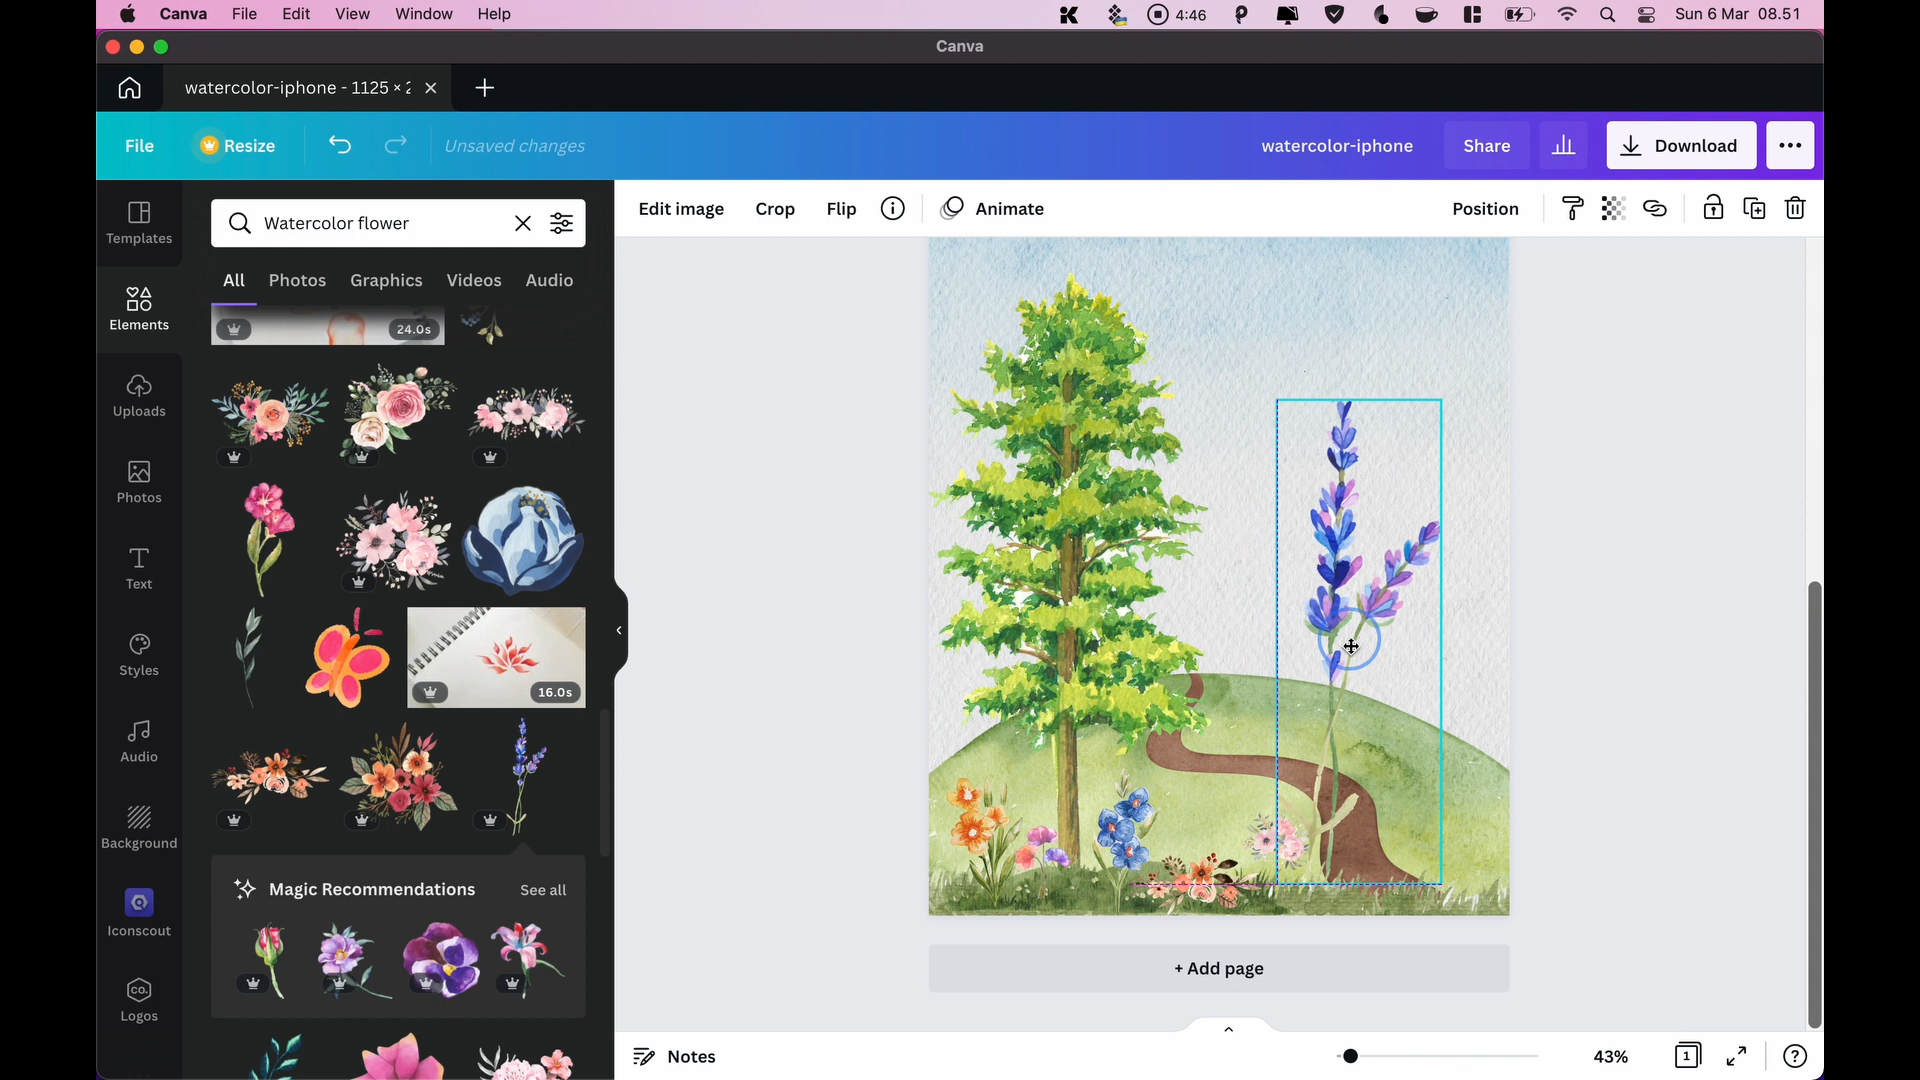 Canva File Edit View Window Help 4:46 Sun 6 Mar 08.51
Canva
watercolor-iphone - 1125 ×
File Resize Unsaved changes watercolor-iphone Share Download
Edit image Crop Flip Animate Position
Watercolor flower
All Photos Graphics Videos Audio
Templates
Elements
Uploads
Photos
Text
Styles
Audio
Background
Iconscout
CO.
Logos
24.0s
16.0s
Magic Recommendations See all
+ Add page
Notes 43% 1 ?